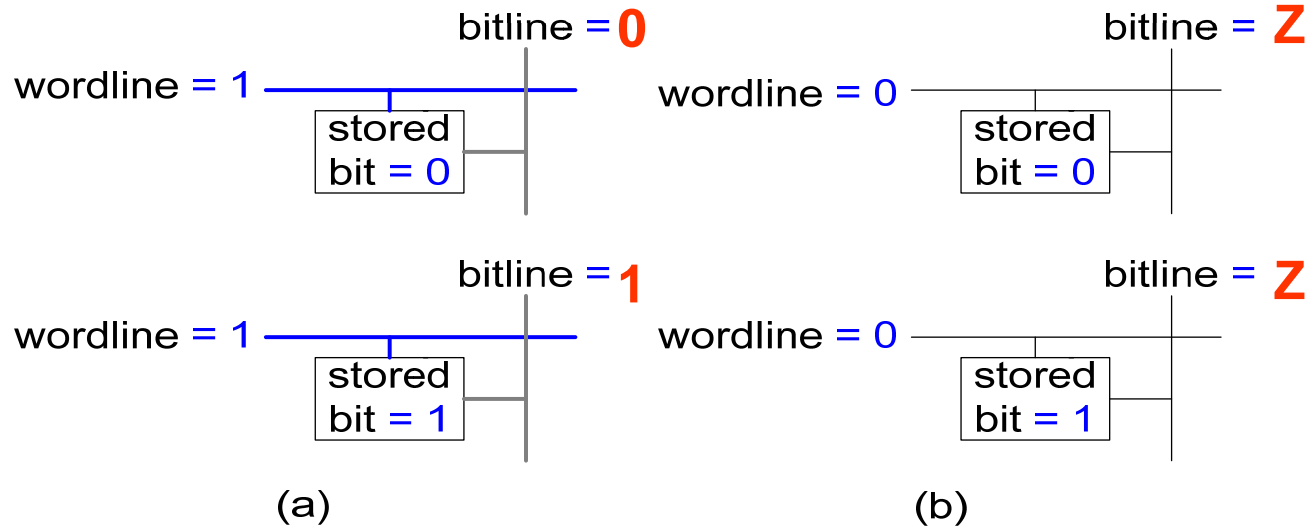 bitline = 0
wordline = 1
stored
bit = 0
bitline = Z
wordline = 0
stored
bit = 0
bitline = 1
wordline = 1
stored
bit = 1
bitline = Z
wordline = 0
stored
bit = 1
(a)
(b)